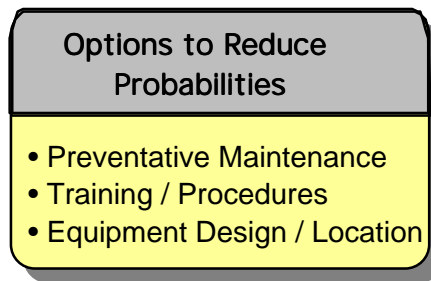 Options to Reduce
Probabilities
• Preventative Maintenance
• Training / Procedures
• Equipment Design / Location